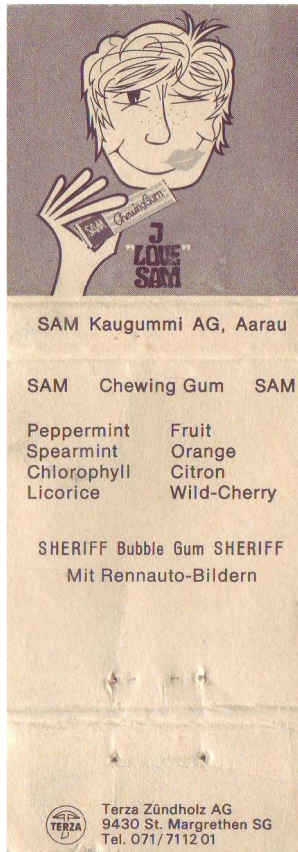 SAM ChewingGum
"J
LOVE"
SAM
SAM Kaugummi AG, Aarau
SAM Chewing Gum SAM
Peppermint Fruit
Spearmint Orange
Chlorophyll Citron
Licorice Wild-Cherry
SHERIFF Bubble Gum SHERIFF
Mit Rennauto-Bildern
TERZA
Terza Zündholz AG
9430 St. Margrethen SG
Tel. 071/711201